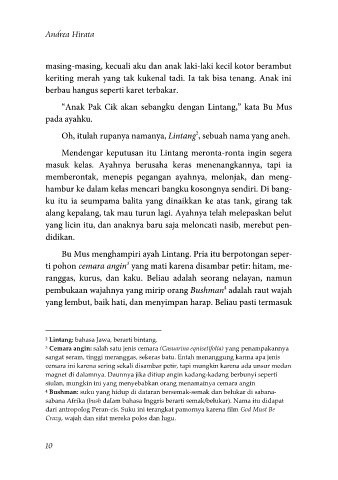 Andrea Hirata
masing-masing, kecuali aku dan anak laki-laki kecil kotor berambut
keriting merah yang tak kukenal tadi. Ia tak bisa tenang. Anak ini
berbau hangus seperti karet terbakar.
“Anak Pak Cik akan sebangku dengan Lintang,” kata Bu Mus
pada ayahku.
Oh, itulah rupanya namanya, Lintang², sebuah nama yang aneh.
Mendengar keputusan itu Lintang meronta-ronta ingin segera
masuk kelas. Ayahnya berusaha keras menenangkannya, tapi ia
memberontak, menepis pegangan ayahnya, melonjak, dan meng-
hambur ke dalam kelas mencari bangku kosongnya sendiri. Di bang-
ku itu ia seumpama balita yang dinaikkan ke atas tank, girang tak
alang kepalang, tak mau turun lagi. Ayahnya telah melepaskan belut
yang licin itu, dan anaknya baru saja meloncati nasib, merebut pen-
didikan.
Bu Mus menghampiri ayah Lintang. Pria itu berpotongan seper-
ti pohon cemara angin³ yang mati karena disambar petir: hitam, me-
ranggas, kurus, dan kaku. Beliau adalah seorang nelayan, namun
pembukaan wajahnya yang mirip orang Bushman⁴ adalah raut wajah
yang lembut, baik hati, dan menyimpan harap. Beliau pasti termasuk
² Lintang: bahasa Jawa, berarti bintang.
³ Cemara angin: salah satu jenis cemara (Casuarina equisetifolia) yang penampakannya
sangat seram, tinggi meranggas, sekeras batu. Entah menanggung karma apa jenis
cemara ini karena sering sekali disambar petir, tapi mungkin karena ada unsur medan
magnet di dalamnya. Daunnya jika ditiup angin kadang-kadang berbunyi seperti
siulan, mungkin ini yang menyebabkan orang menamainya cemara angin
⁴ Bushman: suku yang hidup di dataran bersemak-semak dan belukar di sabana-
sabana Afrika (bush dalam bahasa Inggris berarti semak/belukar). Nama itu didapat
dari antropolog Peran-cis. Suku ini terangkat pamornya karena film God Must Be
Crazy, wajah dan sifat mereka polos dan lugu.
10